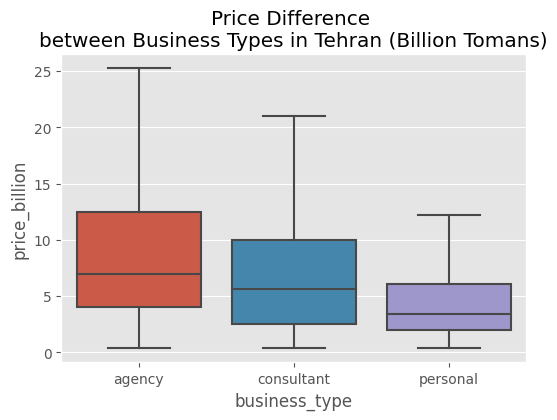 Price Difference
between Business Types in Tehran (Billion Tomans)
25
20
15
10
5
0
price_billion
agency consultant personal
business_type